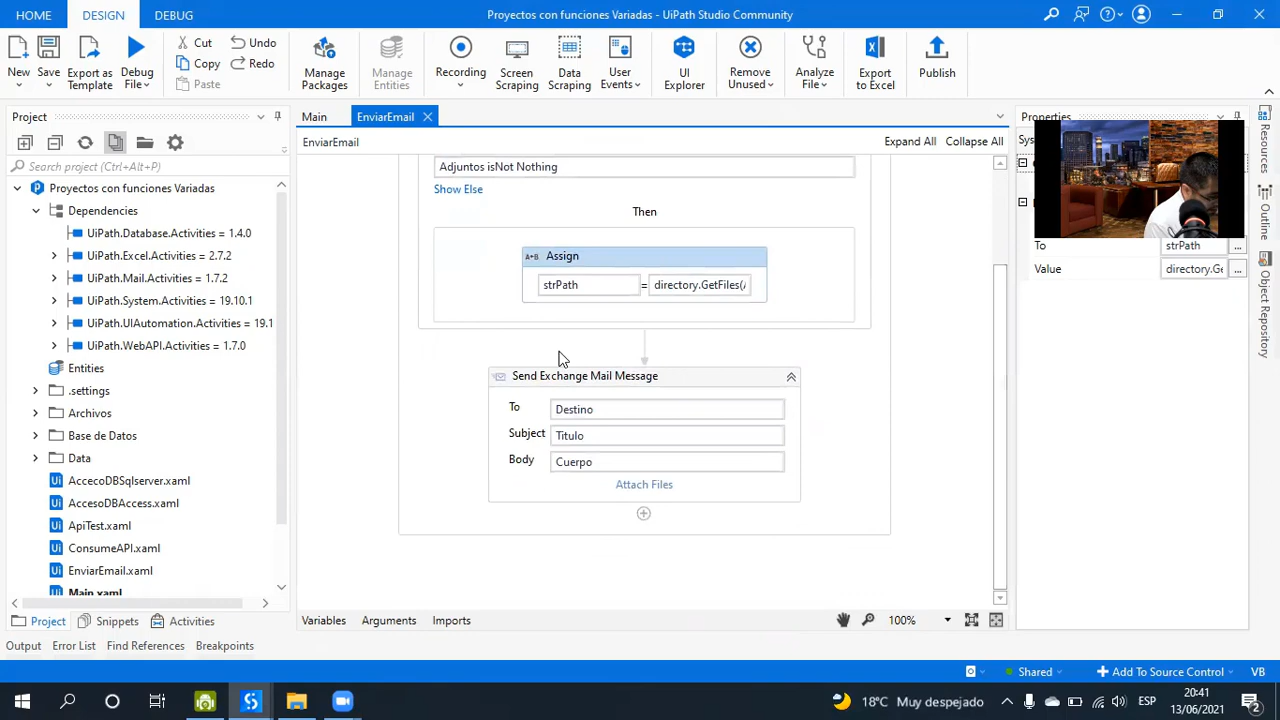 HOME DESIGN DEBUG Proyectos con funciones Variadas - UiPath Studio Community
New Save Export as Template Debug File Cut Copy Paste Undo Redo Manage Packages Manage Entities Recording Screen Scraping Data Scraping User Events UI Explorer Remove Unused Analyze File Export to Excel Publish
Project
Main EnviarEmail
Properties
EnviarEmail
Expand All Collapse All
Search project (Ctrl+Alt+P)
Proyectos con funciones Variadas
Dependencies
UiPath.Database.Activities = 1.4.0
UiPath.Excel.Activities = 2.7.2
UiPath.Mail.Activities = 1.7.2
UiPath.System.Activities = 19.10.1
UiPath.UIAutomation.Activities = 19.1
UiPath.WebAPI.Activities = 1.7.0
Entities
.settings
Archivos
Base de Datos
Data
AccecoDBSqlserver.xaml
AccesoDBAccess.xaml
ApiTest.xaml
ConsumeAPI.xaml
EnviarEmail.xaml
Main.xaml
Adjuntos isNot Nothing
Show Else
Then
A+B Assign
strPath = directory.GetFiles(
Send Exchange Mail Message
To Destino
Subject Titulo
Body Cuerpo
Attach Files
Sys
To strPath ...
Value directory.Ge ...
Resources
Outline
Object Repository
Project Snippets Activities
Variables Arguments Imports
100%
Output Error List Find References Breakpoints
Shared Add To Source Control VB
18°C Muy despejado ESP 20:41
13/06/2021
2